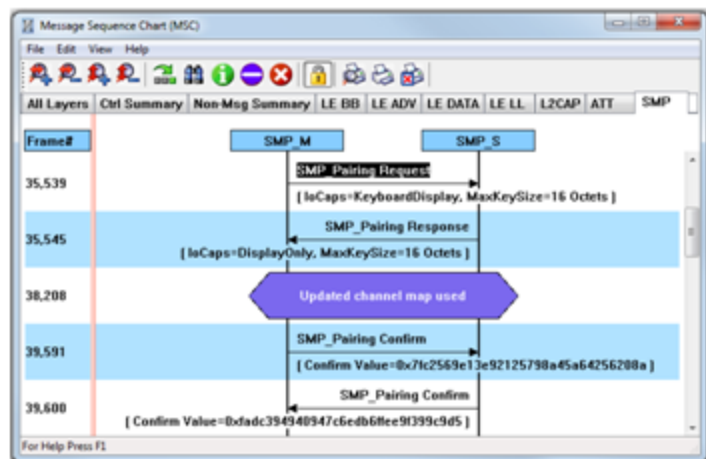 Message Sequence Chart (MSC)
File Edit View Help
All Layers Ctrl Summary Non-Msg Summary LE BB LE ADV LE DATA LE LL L2CAP ATT SMP
Frame# SMP_M SMP_S
SMP_Pairing Request
35,539
[ IoCaps=KeyboardDisplay, MaxKeySize=16 Octets ]
SMP_Pairing Response
35,545
[ IoCaps=DisplayOnly, MaxKeySize=16 Octets ]
38,208 Updated channel map used
SMP_Pairing Confirm
39,591
[ Confirm Value=0x7fc2569e13e92125798a45a64256208a ]
SMP_Pairing Confirm
39,600
[ Confirm Value=0xfadc394940947c6edb6ffee9f399c9d5 ]
For Help Press F1